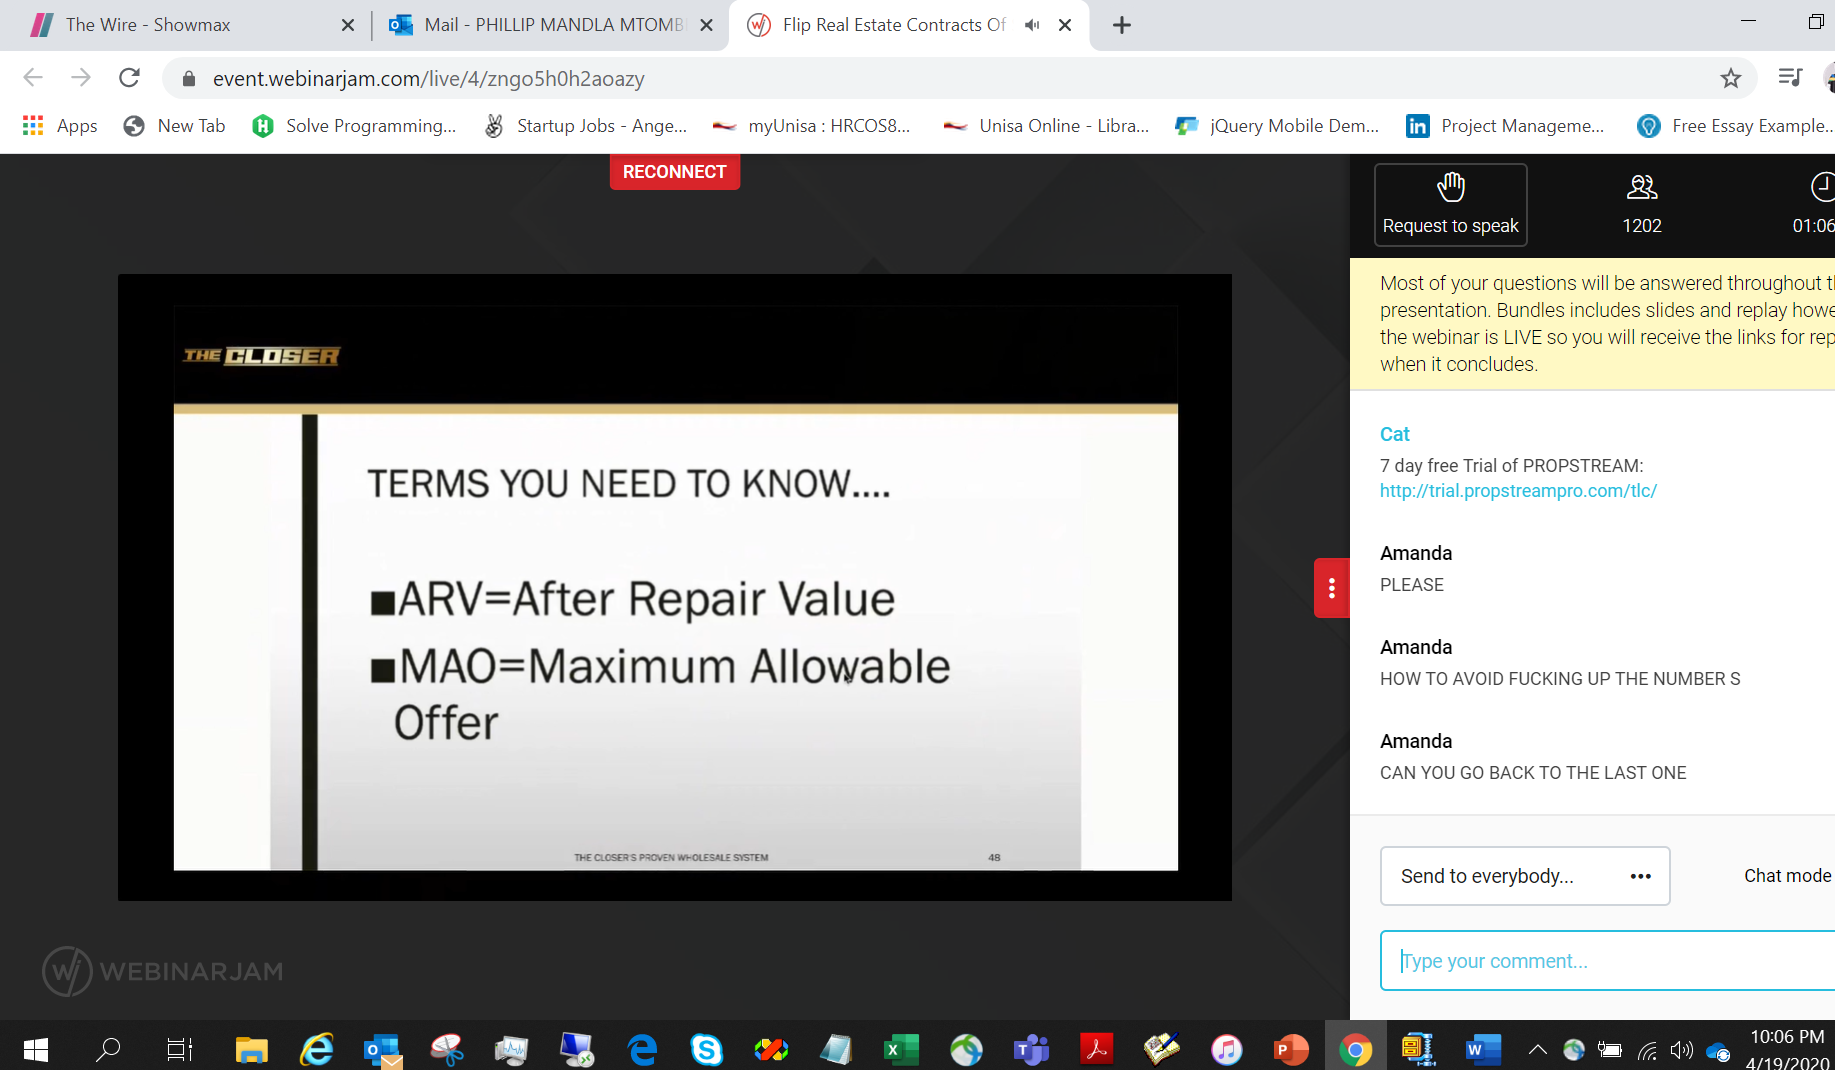 The Wire - Showmax
Mail - PHILLIP MANDLA MTOMB
Flip Real Estate Contracts Of
event.webinarjam.com/live/4/zngo5h0h2aoazy
Apps
New Tab
Solve Programming...
Startup Jobs - Ange...
myUnisa : HRCOS8...
Unisa Online - Libra...
jQuery Mobile Dem...
Project Manageme...
Free Essay Example...
RECONNECT
Request to speak
1202
01:06
THE CLOSER
TERMS YOU NEED TO KNOW....
■ARV=After Repair Value
■MAO=Maximum Allowable
Offer
THE CLOSER'S PROVEN WHOLESALE SYSTEM
48
WEBINARJAM
Most of your questions will be answered throughout t
presentation. Bundles includes slides and replay howe
the webinar is LIVE so you will receive the links for rep
when it concludes.
Cat
7 day free Trial of PROPSTREAM:
http://trial.propstreampro.com/tlc/
Amanda
PLEASE
Amanda
HOW TO AVOID FUCKING UP THE NUMBER S
Amanda
CAN YOU GO BACK TO THE LAST ONE
Send to everybody...
Chat mode
Type your comment...
10:06 PM
4/19/2020